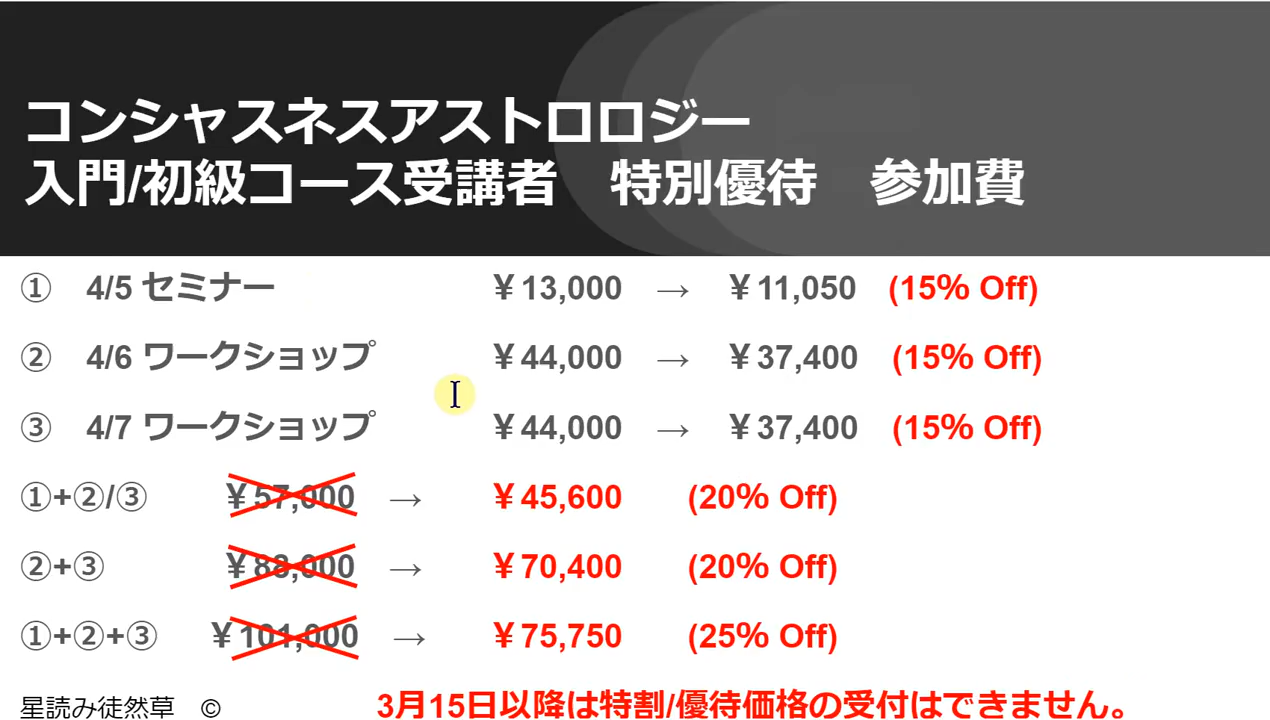 コンシャスネスアストロロジー
入門/初級コース受講者　特別優待　参加費
① 4/5 セミナー ￥13,000 → ￥11,050 (15% Off)
② 4/6 ワークショップ ￥44,000 → ￥37,400 (15% Off)
③ 4/7 ワークショップ ￥44,000 → ￥37,400 (15% Off)
①+②/③ ￥57,000 → ￥45,600 (20% Off)
②+③ ￥88,000 → ￥70,400 (20% Off)
①+②+③ ￥101,000 → ￥75,750 (25% Off)
星読み徒然草　© 3月15日以降は特割/優待価格の受付はできません。